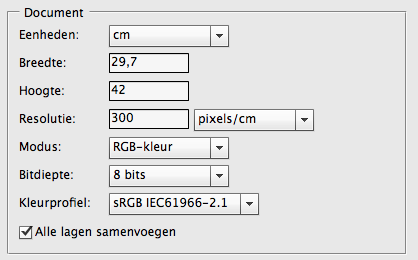 Document
Eenheden: cm
Breedte: 29,7
Hoogte: 42
Resolutie: 300 pixels/cm
Modus: RGB-kleur
Bitdiepte: 8 bits
Kleurprofiel: sRGB IEC61966-2.1
Alle lagen samenvoegen